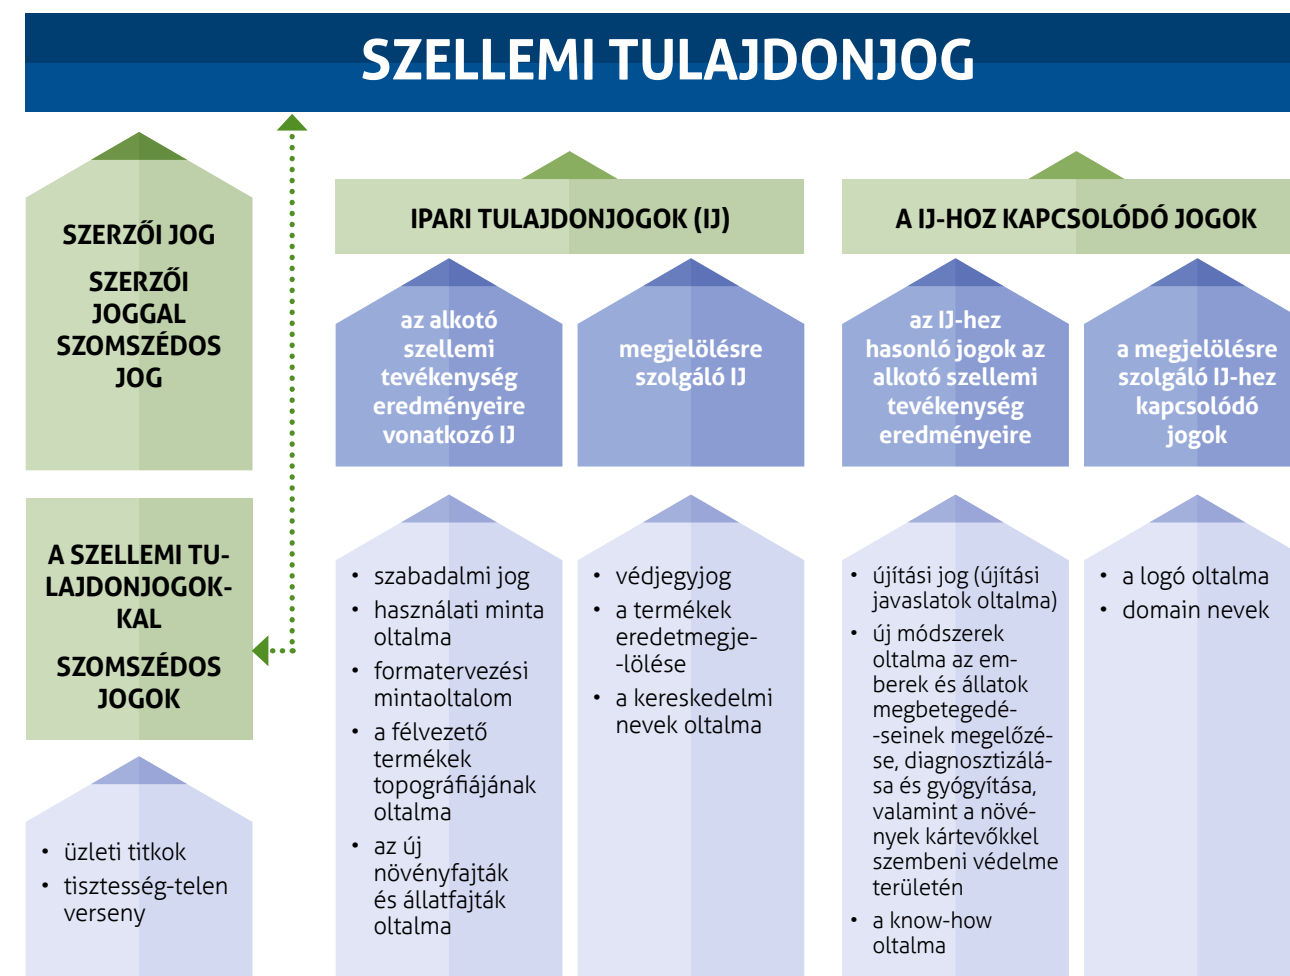 SZELLEMI TULAJDONJOG
SZERZŐI JOG
SZERZŐI
JOGGAL
SZOMSZÉDOS
JOG
A SZELLEMI TU-
LAJDONJOGOK-
KAL
SZOMSZÉDOS
JOGOK
• üzleti titkok
• tisztesség-telen
verseny
IPARI TULAJDONJOGOK (IJ)
az alkotó
szellemi
tevékenység
eredményeire
vonatkozó IJ
• szabadalmi jog
• használati minta
oltalma
• formatervezési
mintaoltalom
• a félvezető
termékek
topográfiájának
oltalma
• az új
növényfajták
és állatfajták
oltalma
megjelölésre
szolgáló IJ
• védjegyjog
• a termékek
eredetmegje-
-lölése
• a kereskedelmi
nevek oltalma
A IJ-HOZ KAPCSOLÓDÓ JOGOK
az IJ-hez
hasonló jogok az
alkotó szellemi
tevékenység
eredményeire
• újítási jog (újítási
javaslatok oltalma)
• új módszerek
oltalma az em-
berek és állatok
megbetegedé-
-seinek megelőzé-
se, diagnosztizálá-
sa és gyógyítása,
valamint a növé-
nyek kártevőkkel
szembeni védelme
területén
• a know-how
oltalma
a megjelölésre
szolgáló IJ-hez
kapcsolódó
jogok
• a logó oltalma
• domain nevek